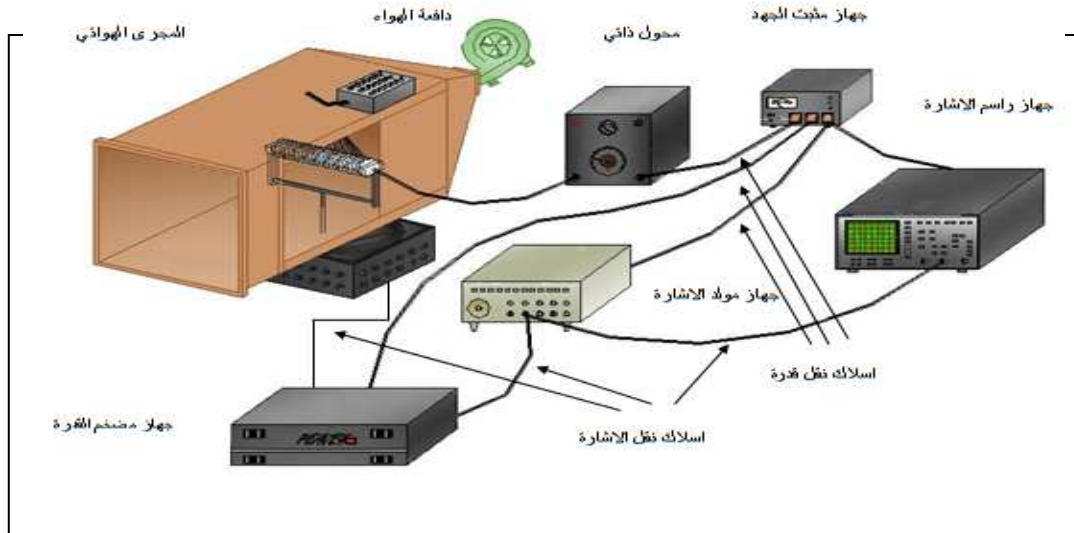 جهاز مثبت الجهد
دافعة الهواء
محول ذاتي
المجرى الهوائي
جهاز راسم الاشارة
جهاز مولد الاشارة
اسلاك نقل قدرة
جهاز مضخم القدرة
اسلاك نقل الاشارة